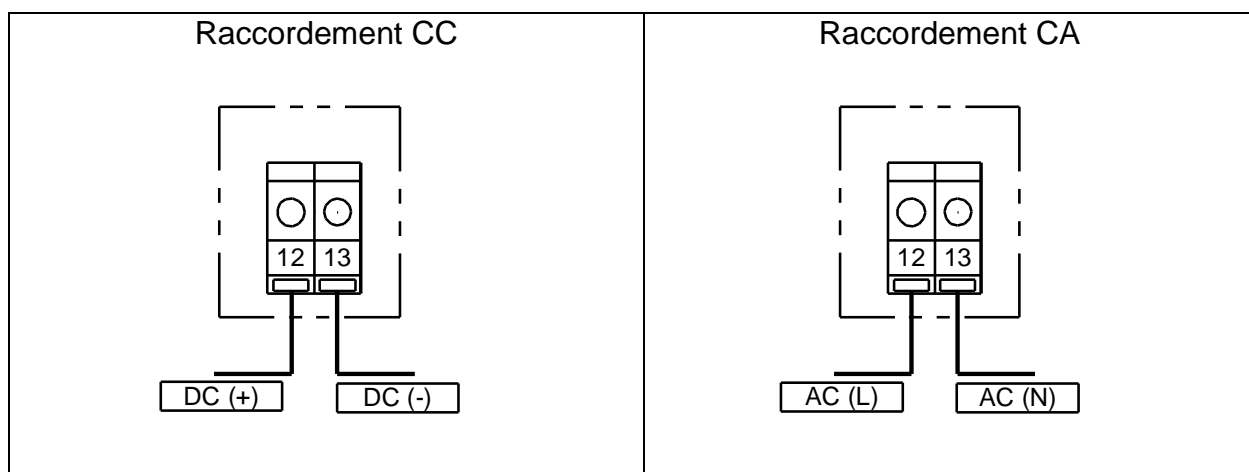 Raccordement CC
12 13
DC (+) DC (-)
Raccordement CA
12 13
AC (L) AC (N)